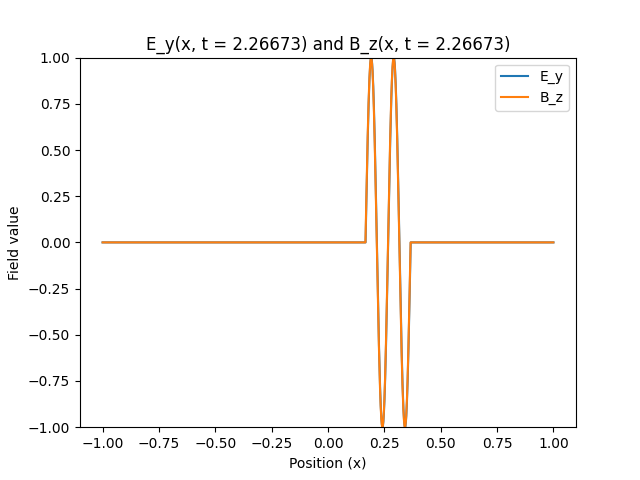 E_y(x, t = 2.26673) and B_z(x, t = 2.26673)
1.00
0.75
0.50
0.25
0.00
−0.25
−0.50
−0.75
−1.00
Field value
E_y
B_z
−1.00 −0.75 −0.50 −0.25 0.00 0.25 0.50 0.75 1.00
Position (x)